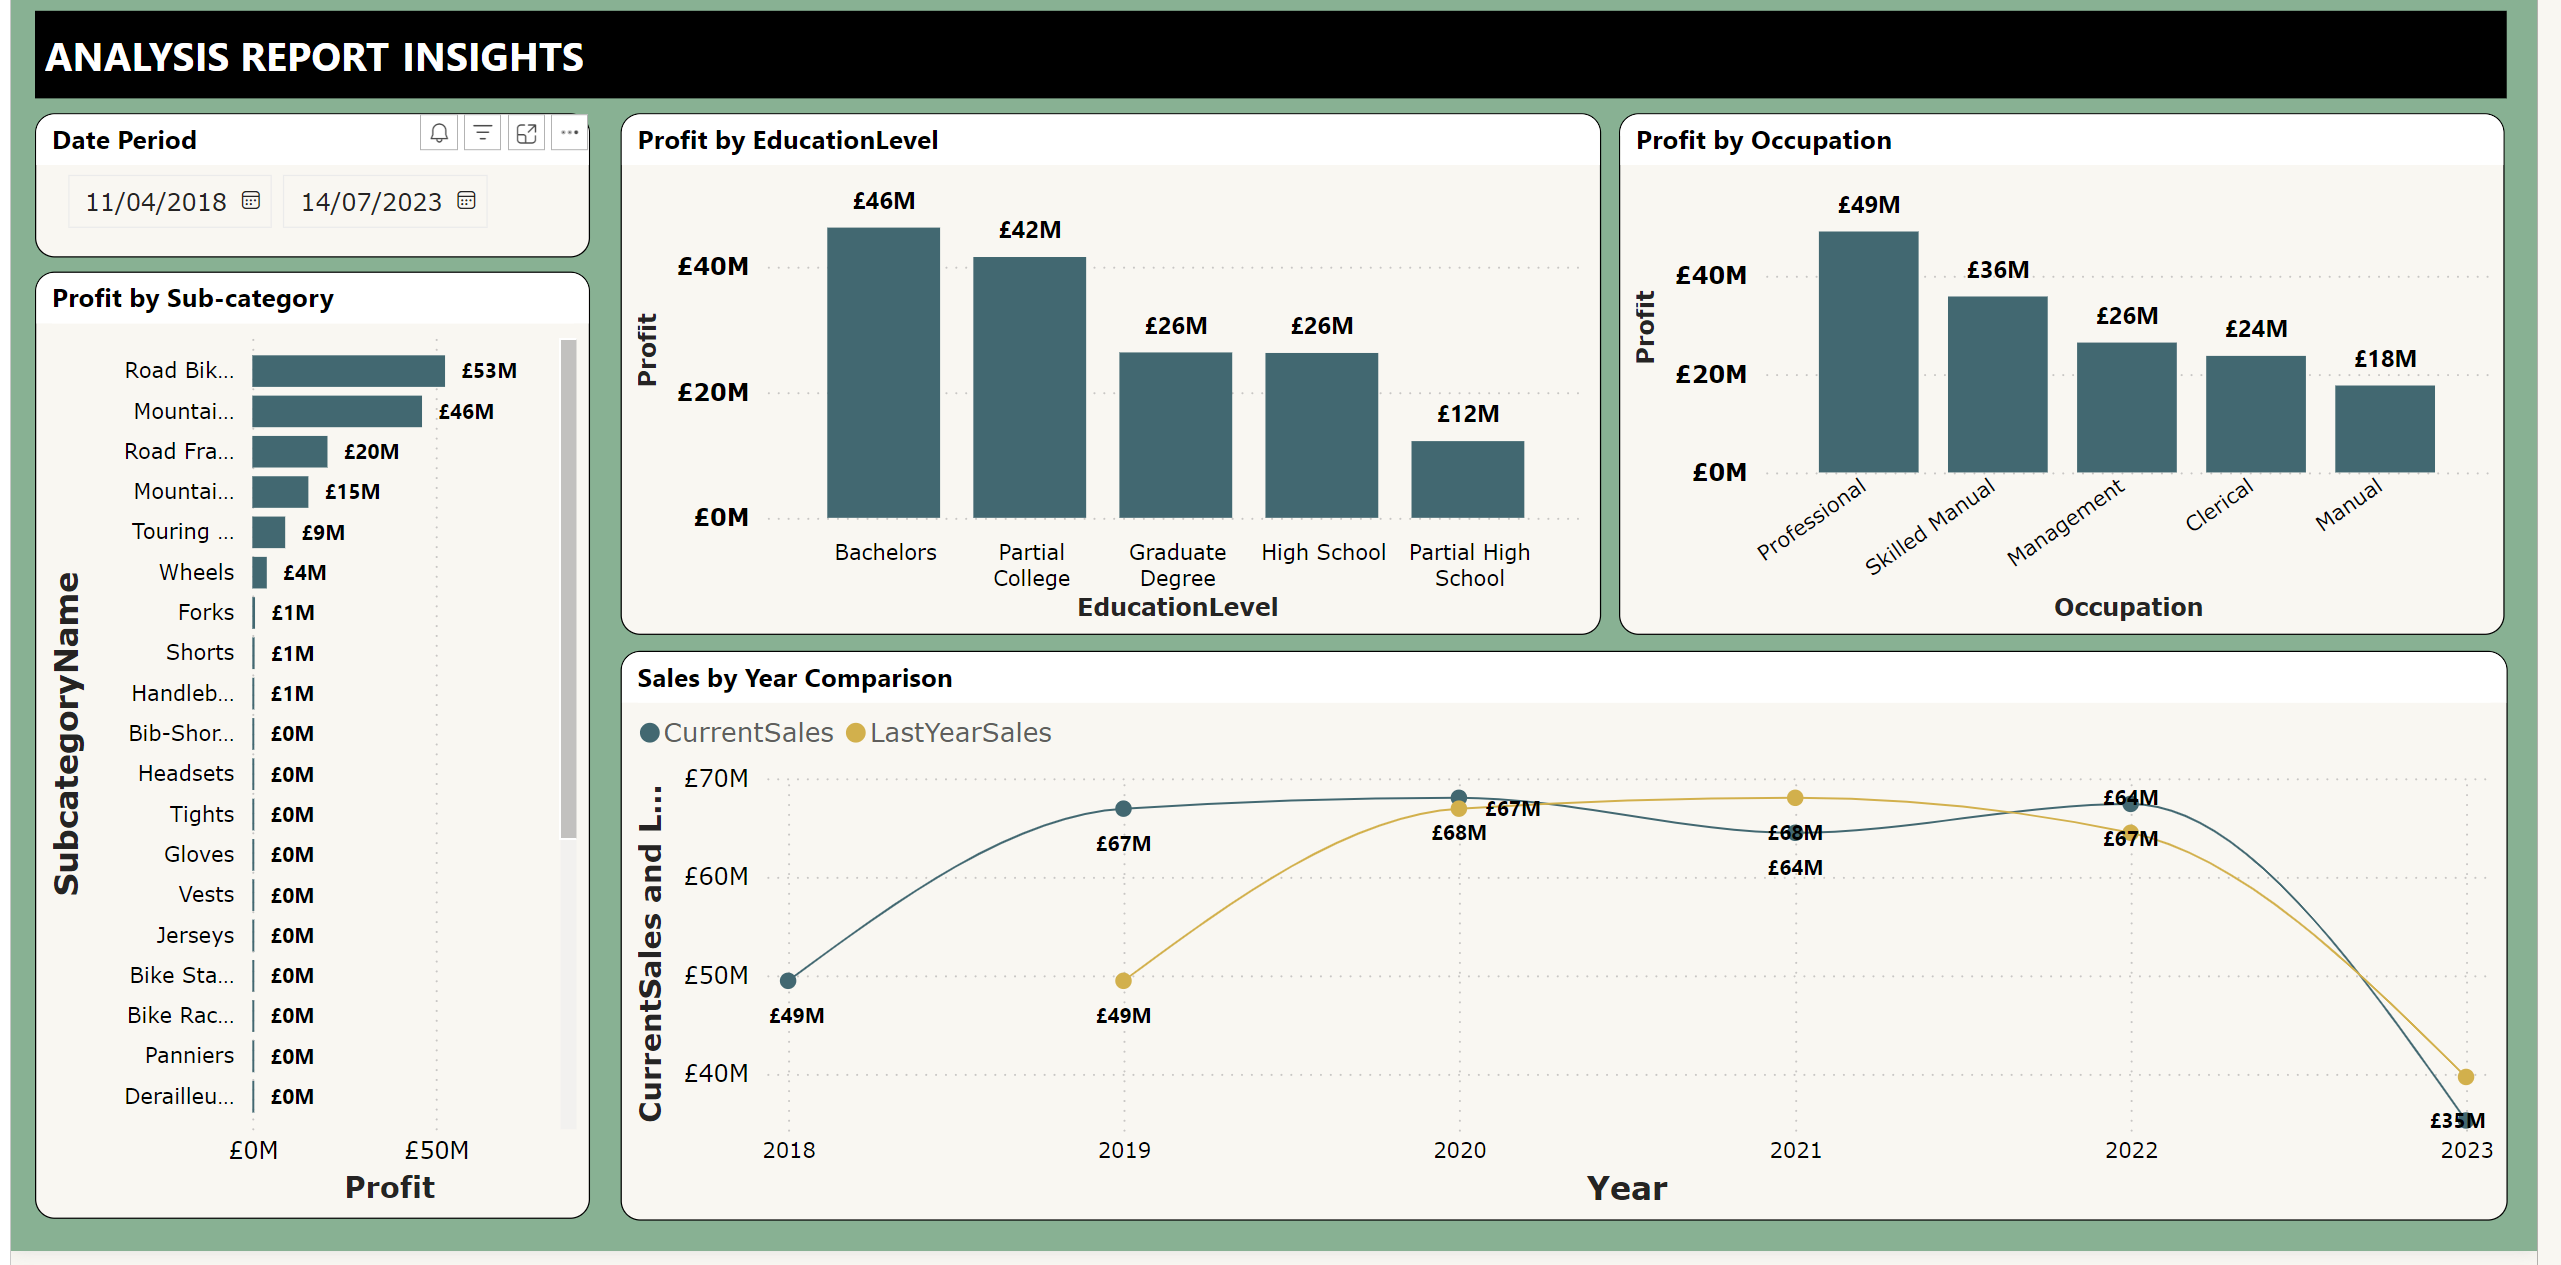 ANALYSIS REPORT INSIGHTS
Date Period
11/04/2018
14/07/2023
Profit by Sub-category
SubcategoryName
Road Bik... £53M
Mountai... £46M
Road Fra... £20M
Mountai... £15M
Touring ... £9M
Wheels £4M
Forks £1M
Shorts £1M
Handleb... £1M
Bib-Shor... £0M
Headsets £0M
Tights £0M
Gloves £0M
Vests £0M
Jerseys £0M
Bike Sta... £0M
Bike Rac... £0M
Panniers £0M
Derailleu... £0M
£0M £50M
Profit
Profit by EducationLevel
Profit
£40M
£20M
£0M
£46M
£42M
£26M
£26M
£12M
Bachelors
Partial
College
Graduate
Degree
High School
Partial High
School
EducationLevel
Profit by Occupation
Profit
£40M
£20M
£0M
£49M
£36M
£26M
£24M
£18M
Professional
Skilled Manual
Management
Clerical
Manual
Occupation
Sales by Year Comparison
CurrentSales LastYearSales
CurrentSales and L...
£70M
£60M
£50M
£40M
£49M
£67M
£49M
£67M
£68M
£68M
£64M
£64M
£67M
£35M
2018 2019 2020 2021 2022 2023
Year